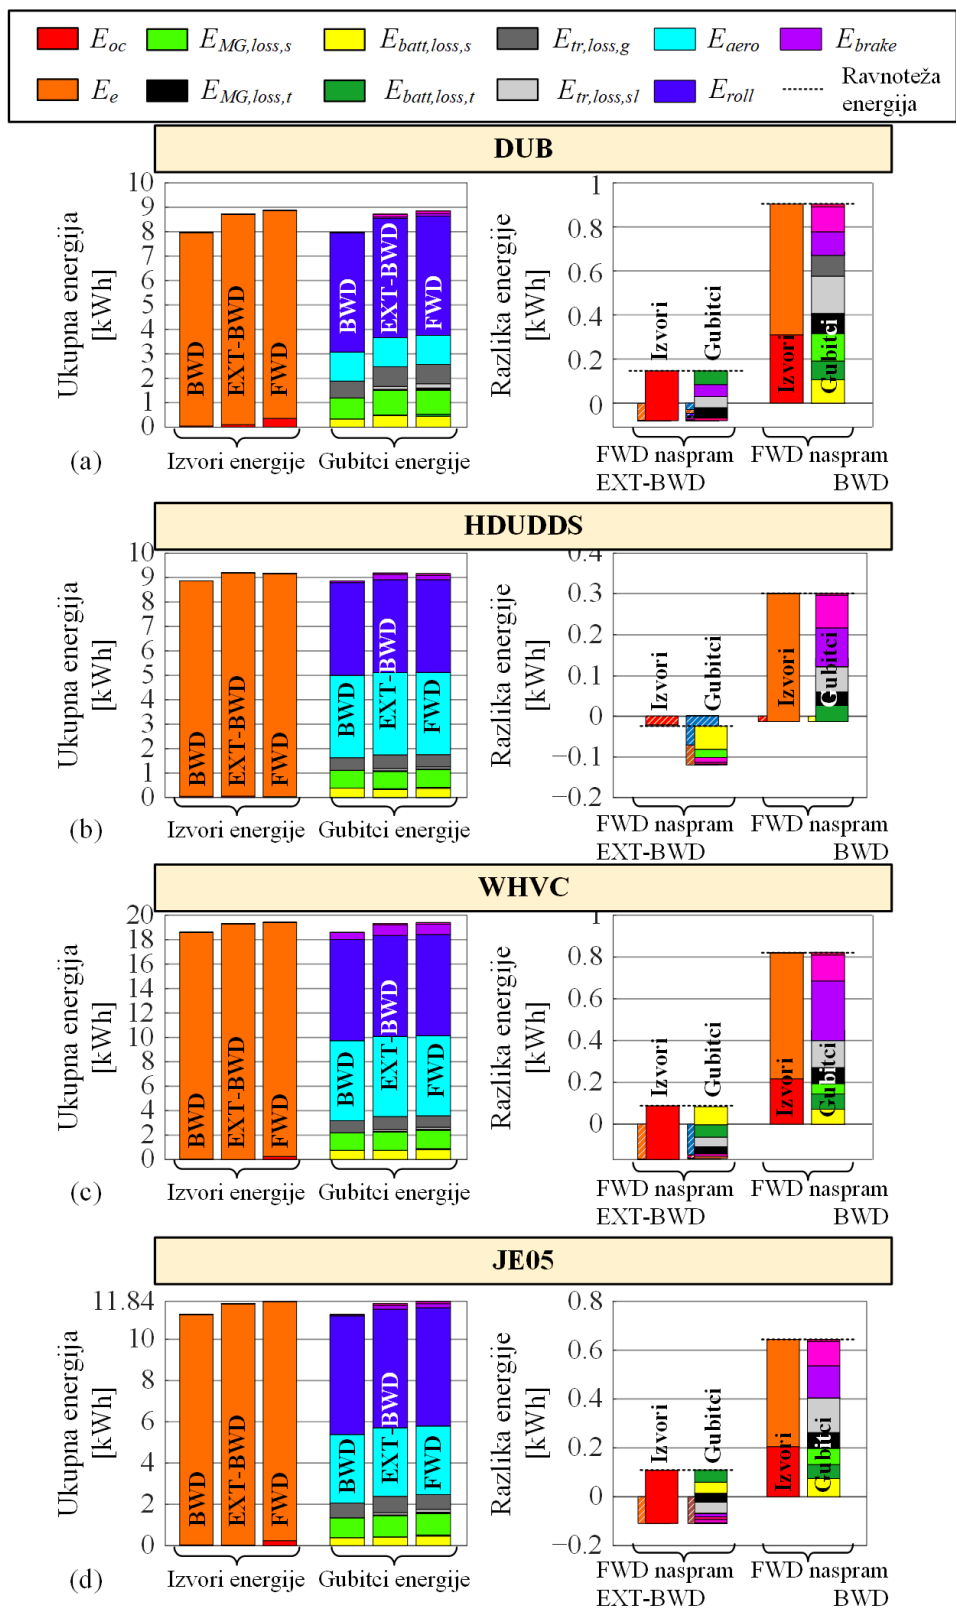 E_oc E_MG,loss,s E_batt,loss,s E_tr,loss,g E_aero E_brake
E_e E_MG,loss,t E_batt,loss,t E_tr,loss,sl E_roll Ravnoteža
energija
DUB
Ukupna energija
[kWh]
10
9
8
7
6
5
4
3
2
1
0
BWD
EXT-BWD
FWD
BWD
EXT-BWD
FWD
Izvori energije
Gubitci energije
Razlika energije
[kWh]
1
0.8
0.6
0.4
0.2
0
Izvori
Gubitci
Izvori
Gubitci
FWD naspram
EXT-BWD
FWD naspram
BWD
(a)
HDUDDS
Ukupna energija
[kWh]
10
9
8
7
6
5
4
3
2
1
0
BWD
EXT-BWD
FWD
BWD
EXT-BWD
FWD
Izvori energije
Gubitci energije
Razlika energije
[kWh]
0.4
0.3
0.2
0.1
0
−0.1
−0.2
Izvori
Gubitci
Izvori
Gubitci
FWD naspram
EXT-BWD
FWD naspram
BWD
(b)
WHVC
Ukupna energija
[kWh]
20
18
16
14
12
10
8
6
4
2
0
BWD
EXT-BWD
FWD
BWD
EXT-BWD
FWD
Izvori energije
Gubitci energije
Razlika energije
[kWh]
1
0.8
0.6
0.4
0.2
0
Izvori
Gubitci
Izvori
Gubitci
FWD naspram
EXT-BWD
FWD naspram
BWD
(c)
JE05
Ukupna energija
[kWh]
11.84
10
8
6
4
2
0
BWD
EXT-BWD
FWD
BWD
EXT-BWD
FWD
Izvori energije
Gubitci energije
Razlika energije
[kWh]
0.8
0.6
0.4
0.2
0
−0.2
Izvori
Gubitci
Izvori
Gubitci
FWD naspram
EXT-BWD
FWD naspram
BWD
(d)